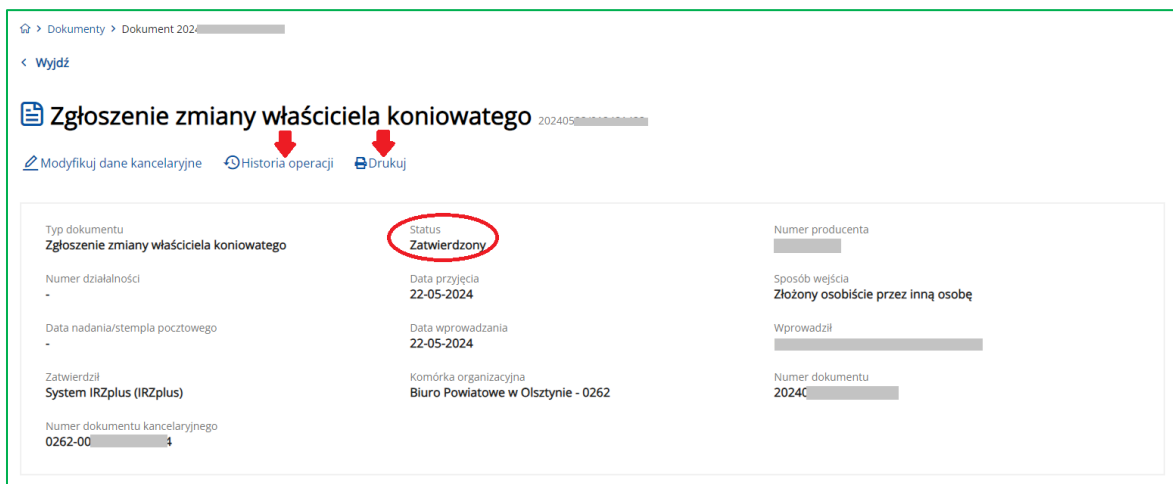 Dokumenty > Dokument 202
< Wyjdź
Zgłoszenie zmiany właściciela koniowatego 202405
Modyfikuj dane kancelaryjne Historia operacji Drukuj
Typ dokumentu Status Numer producenta
Zgłoszenie zmiany właściciela koniowatego Zatwierdzony
Numer działalności Data przyjęcia Sposób wejścia
- 22-05-2024 Złożony osobiście przez inną osobę
Data nadania/stempla pocztowego Data wprowadzania Wprowadził
- 22-05-2024
Zatwierdził Komórka organizacyjna Numer dokumentu
System IRZplus (IRZplus) Biuro Powiatowe w Olsztynie - 0262 2024
Numer dokumentu kancelaryjnego
0262-00 4